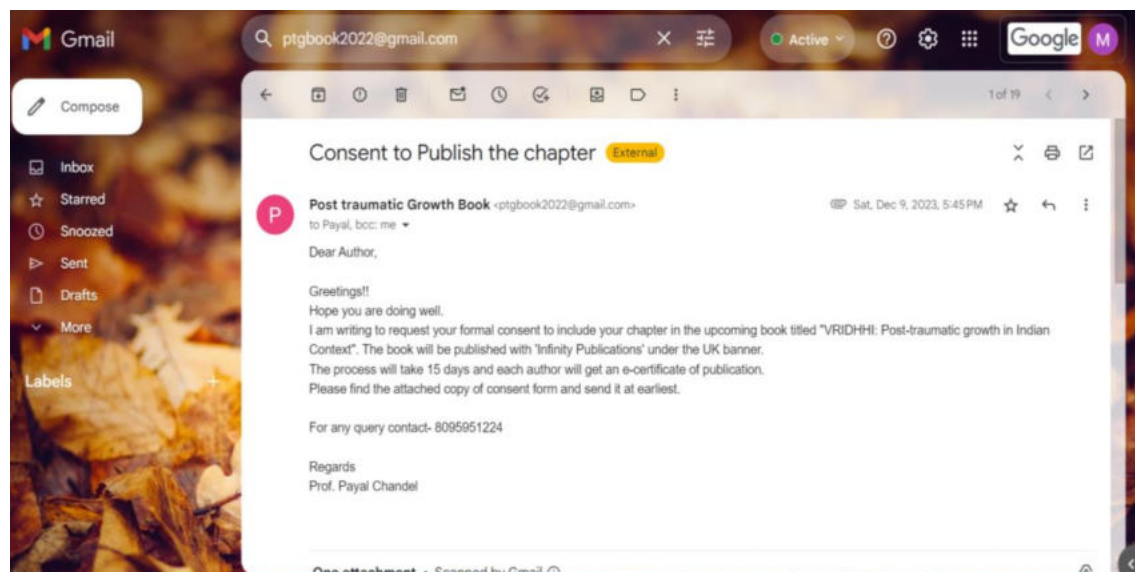 Gmail
ptgbook2022@gmail.com
Active
Google
M
Compose
1 of 19
Inbox
Starred
Snoozed
Sent
Drafts
More
Labels
Consent to Publish the chapter External
P
Post traumatic Growth Book <ptgbook2022@gmail.com>
Sat, Dec 9, 2023, 5:45 PM
to Payal, bcc: me
Dear Author,
Greetings!!
Hope you are doing well.
I am writing to request your formal consent to include your chapter in the upcoming book titled "VRIDHHI: Post-traumatic growth in Indian
Context". The book will be published with 'Infinity Publications' under the UK banner.
The process will take 15 days and each author will get an e-certificate of publication.
Please find the attached copy of consent form and send it at earliest.
For any query contact- 8095951224
Regards
Prof. Payal Chandel
One attachment • Scanned by Gmail